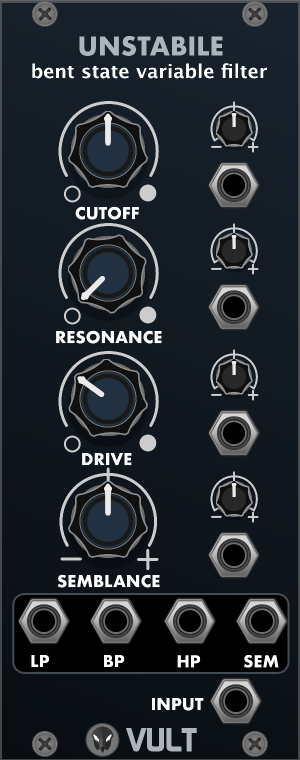 UNSTABILE
bent state variable filter
- +
CUTOFF
- +
RESONANCE
- +
DRIVE
- +
- +
SEMBLANCE
LP BP HP SEM
INPUT
VULT